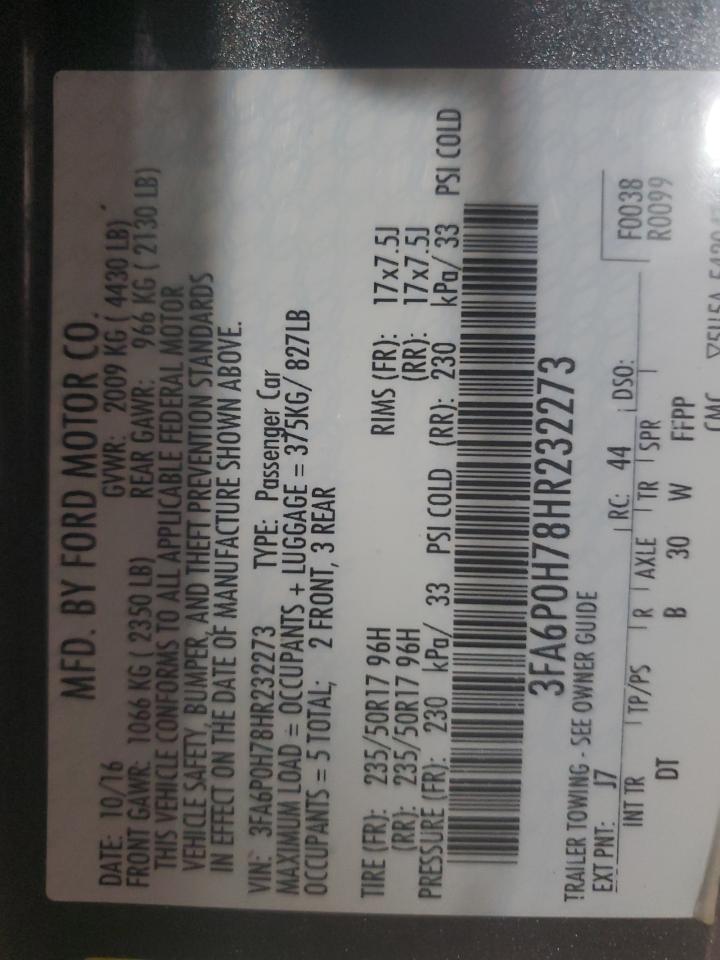 MFD. BY FORD MOTOR CO.
DATE: 10/16 GVWR: 2009 KG ( 4430 LB)
FRONT GAWR: 1066 KG ( 2350 LB) REAR GAWR: 966 KG ( 2130 LB)
THIS VEHICLE CONFORMS TO ALL APPLICABLE FEDERAL MOTOR
VEHICLE SAFETY, BUMPER, AND THEFT PREVENTION STANDARDS
IN EFFECT ON THE DATE OF MANUFACTURE SHOWN ABOVE.
VIN: 3FA6P0H78HR232273 TYPE: Passenger Car
MAXIMUM LOAD = OCCUPANTS + LUGGAGE = 375KG/ 827LB
OCCUPANTS = 5 TOTAL; 2 FRONT, 3 REAR
TIRE (FR): 235/50R17 96H RIMS (FR): 17x7.5J
(RR): 235/50R17 96H (RR): 17x7.5J
PRESSURE (FR): 230 kPa/ 33 PSI COLD (RR): 230 kPa/ 33 PSI COLD
3FA6P0H78HR232273
TRAILER TOWING - SEE OWNER GUIDE
EXT PNT: J7 RC: 44 DSO: F0038
R0099
INT TR TP/PS R AXLE TR SPR
DT B 30 W FFPP